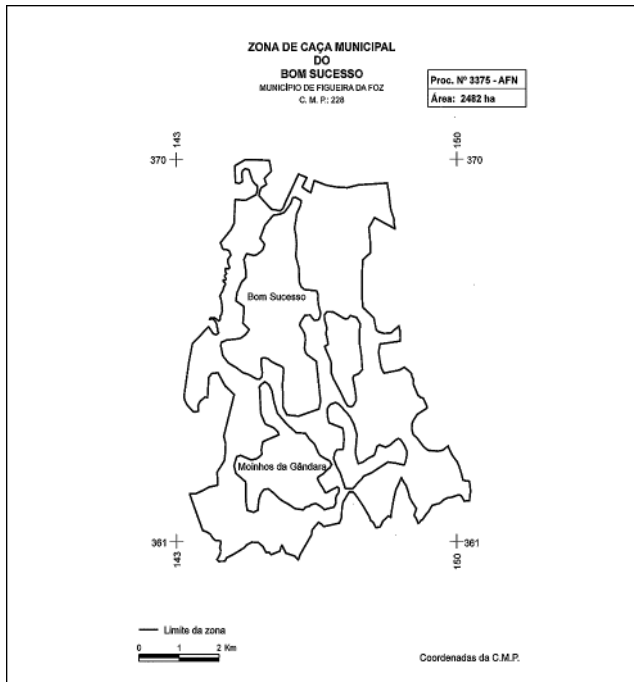 ZONA DE CAÇA MUNICIPAL
DO
BOM SUCESSO
MUNICÍPIO DE FIGUEIRA DA FOZ
C. M. P.: 228
Proc. Nº 3375 - AFN
Área: 2482 ha
143
150
370
370
Bom Sucesso
Moinhos da Gândara
361
361
143
150
Limite da zona
0 1 2 Km
Coordenadas da C.M.P.